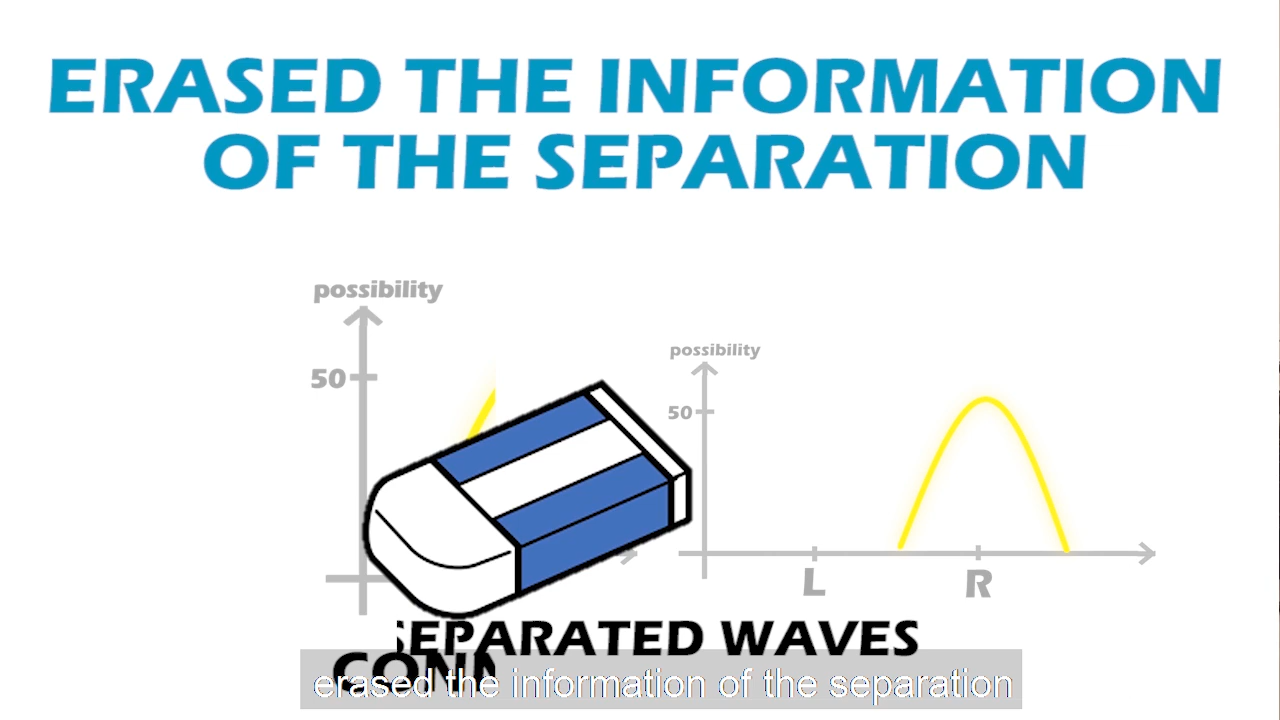 ERASED THE INFORMATION
OF THE SEPARATION
possibility
50
possibility
50
L
R
SEPARATED WAVES
erased the information of the separation